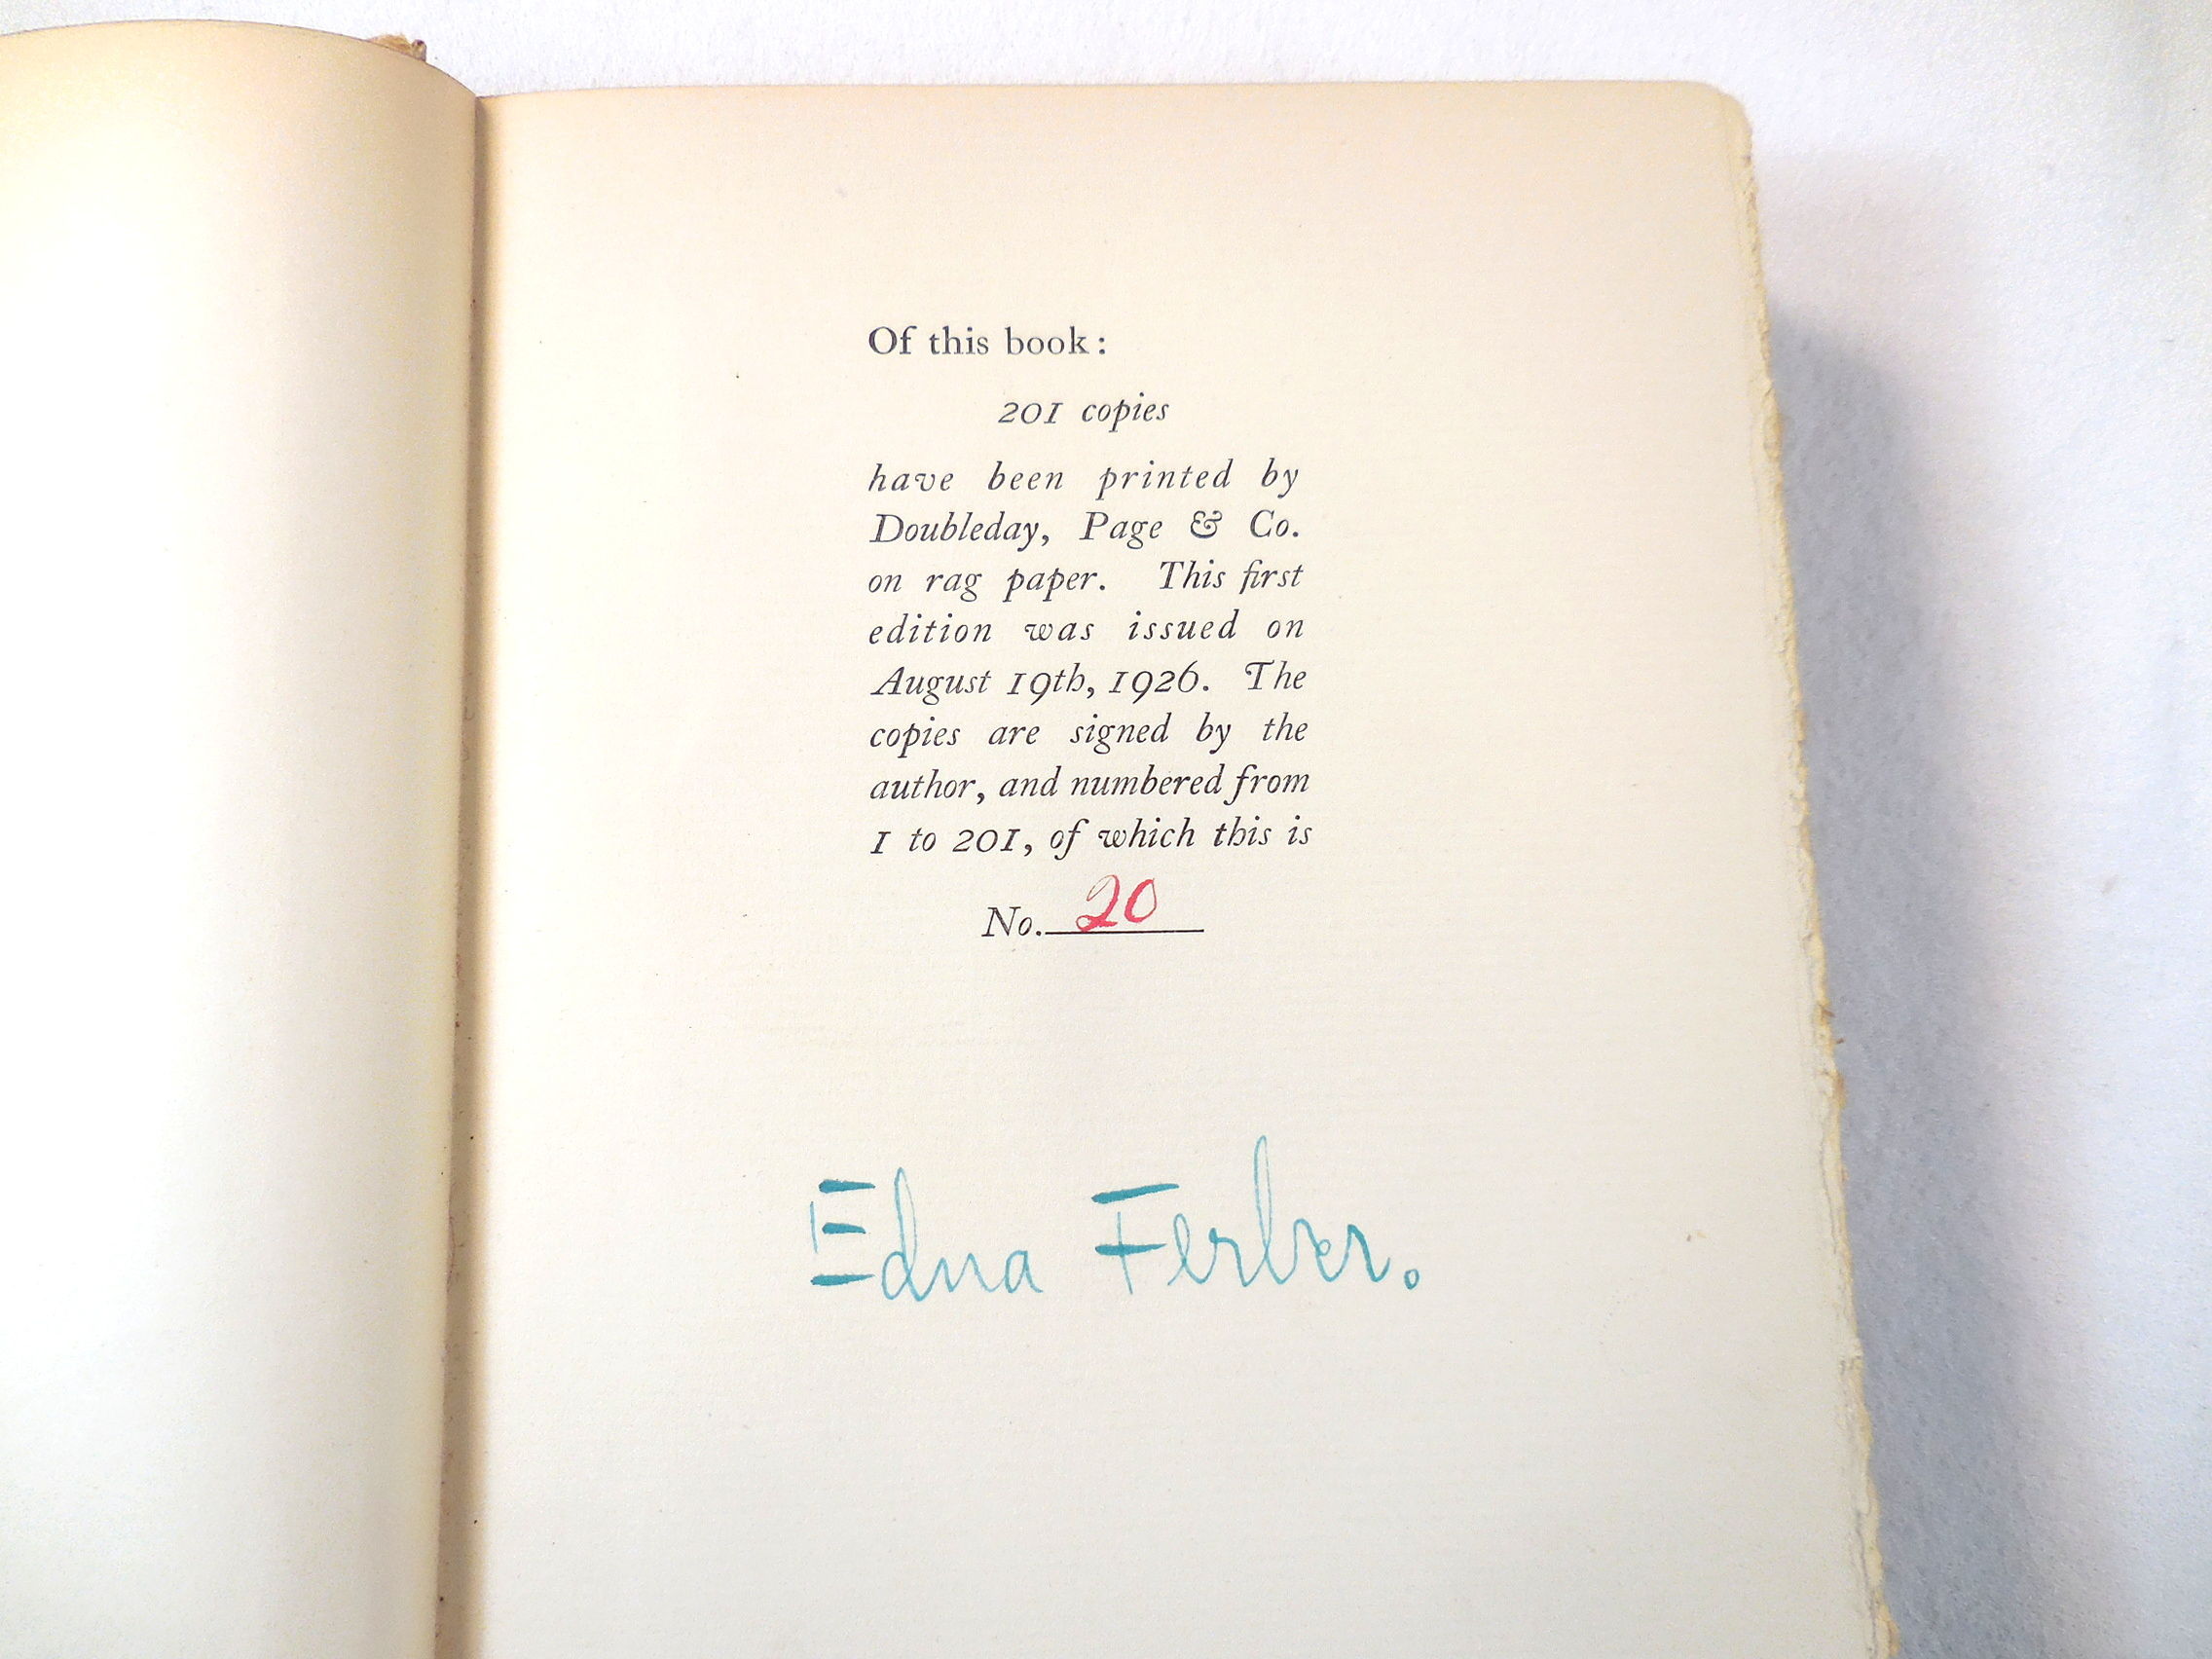 Of this book:
201 copies
have been printed by
Doubleday, Page & Co.
on rag paper. This first
edition was issued on
August 19th, 1926. The
copies are signed by the
author, and numbered from
1 to 201, of which this is
No. 20
Edna Ferber.